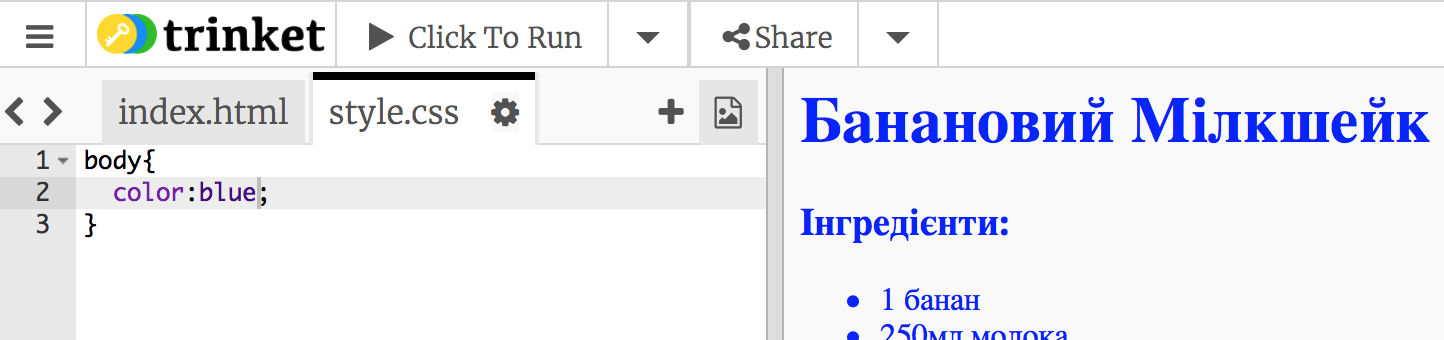 trinket Click To Run Share
index.html style.css
1 body{
2 color:blue;
3 }
Банановий Мілкшейк
Інгредієнти:
1 банан
250мл молока